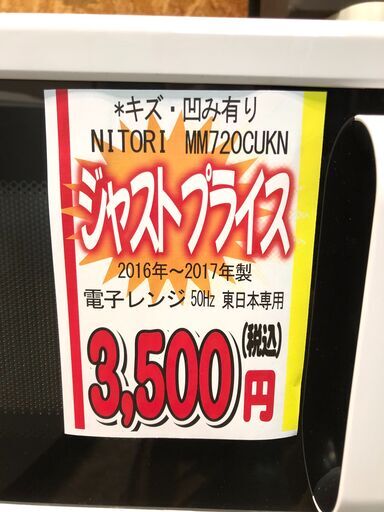 *キズ・凹み有り
NITORI MM720CUKN
ジャストプライス
2016年～2017年製
電子レンジ 50Hz 東日本専用
3,500円(税込)